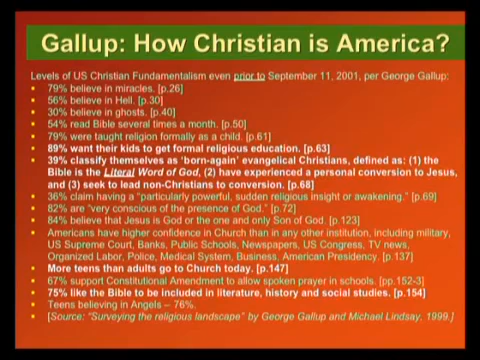 Gallup: How Christian is America?
Levels of US Christian Fundamentalism even prior to September 11, 2001, per George Gallup:
▪ 79% believe in miracles. [p.26]
▪ 56% believe in Hell. [p.30]
▪ 30% believe in ghosts. [p.40]
▪ 54% read Bible several times a month. [p.50]
▪ 79% were taught religion formally as a child. [p.61]
▪ 89% want their kids to get formal religious education. [p.63]
▪ 39% classify themselves as 'born-again' evangelical Christians, defined as: (1) the
Bible is the Literal Word of God, (2) have experienced a personal conversion to Jesus,
and (3) seek to lead non-Christians to conversion. [p.68]
▪ 36% claim having a "particularly powerful, sudden religious insight or awakening." [p.69]
▪ 82% are "very conscious of the presence of God." [p.72]
▪ 84% believe that Jesus is God or the one and only Son of God. [p.123]
▪ Americans have higher confidence in Church than in any other institution, including military,
US Supreme Court, Banks, Public Schools, Newspapers, US Congress, TV news,
Organized Labor, Police, Medical System, Business, American Presidency. [p.137]
▪ More teens than adults go to Church today. [p.147]
▪ 67% support Constitutional Amendment to allow spoken prayer in schools. [pp.152-3]
▪ 75% like the Bible to be included in literature, history and social studies. [p.154]
▪ Teens believing in Angels – 76%.
▪ [Source: "Surveying the religious landscape" by George Gallup and Michael Lindsay, 1999.]